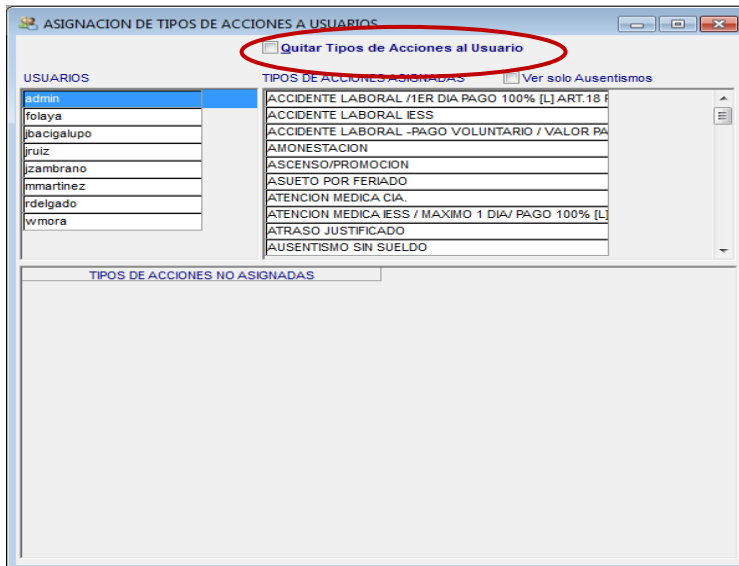 ASIGNACION DE TIPOS DE ACCIONES A USUARIOS
Quitar Tipos de Acciones al Usuario
USUARIOS
TIPOS DE ACCIONES ASIGNADAS
Ver solo Ausentismos
admin
folaya
jbacigalupo
jruiz
jzambrano
mmartinez
rdelgado
wmora
ACCIDENTE LABORAL /1ER DIA PAGO 100% [L] ART.18
ACCIDENTE LABORAL IESS
ACCIDENTE LABORAL -PAGO VOLUNTARIO / VALOR PA
AMONESTACION
ASCENSO/PROMOCION
ASUETO POR FERIADO
ATENCION MEDICA CIA.
ATENCION MEDICA IESS / MAXIMO 1 DIA/ PAGO 100% [L]
ATRASO JUSTIFICADO
AUSENTISMO SIN SUELDO
TIPOS DE ACCIONES NO ASIGNADAS